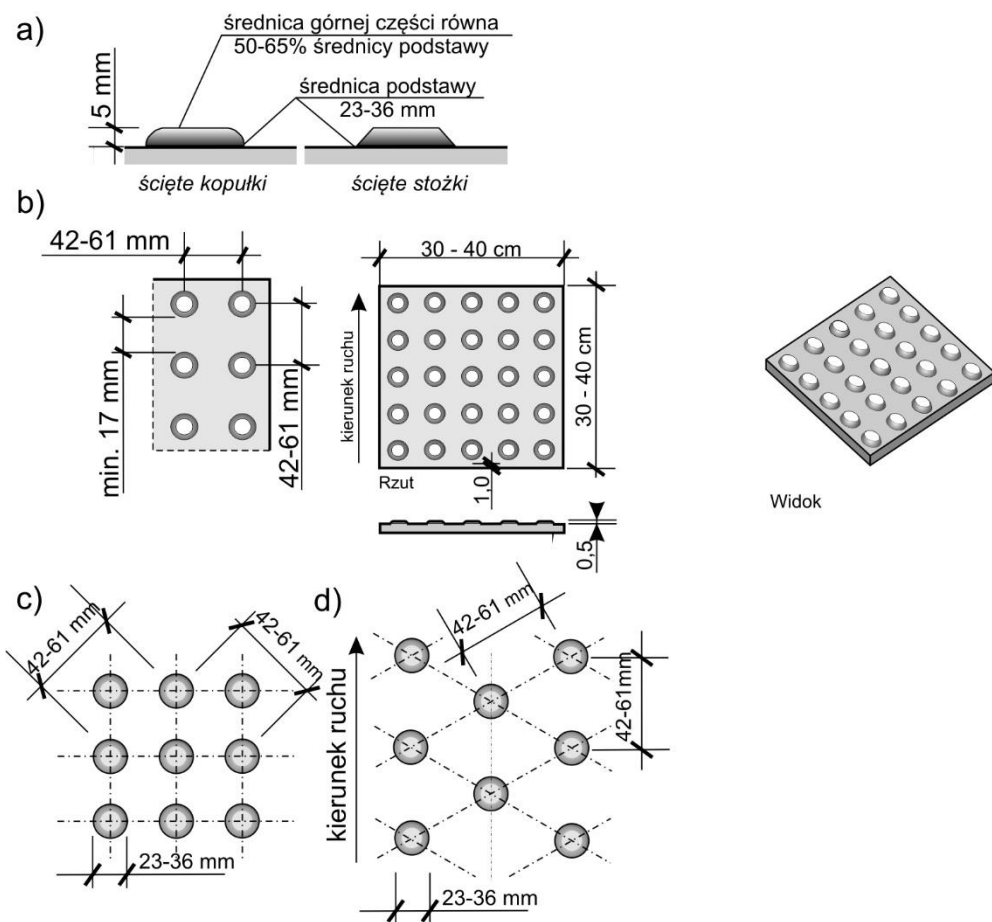 a)
średnica górnej części równa
50-65% średnicy podstawy
5 mm
średnica podstawy
23-36 mm
ścięte kopułki
ścięte stożki
b)
42-61 mm
min. 17 mm
42-61 mm
30 - 40 cm
kierunek ruchu
30 - 40 cm
Rzut
1,0
0,5
Widok
c)
42-61 mm
42-61 mm
23-36 mm
d)
42-61 mm
kierunek ruchu
42-61mm
23-36 mm